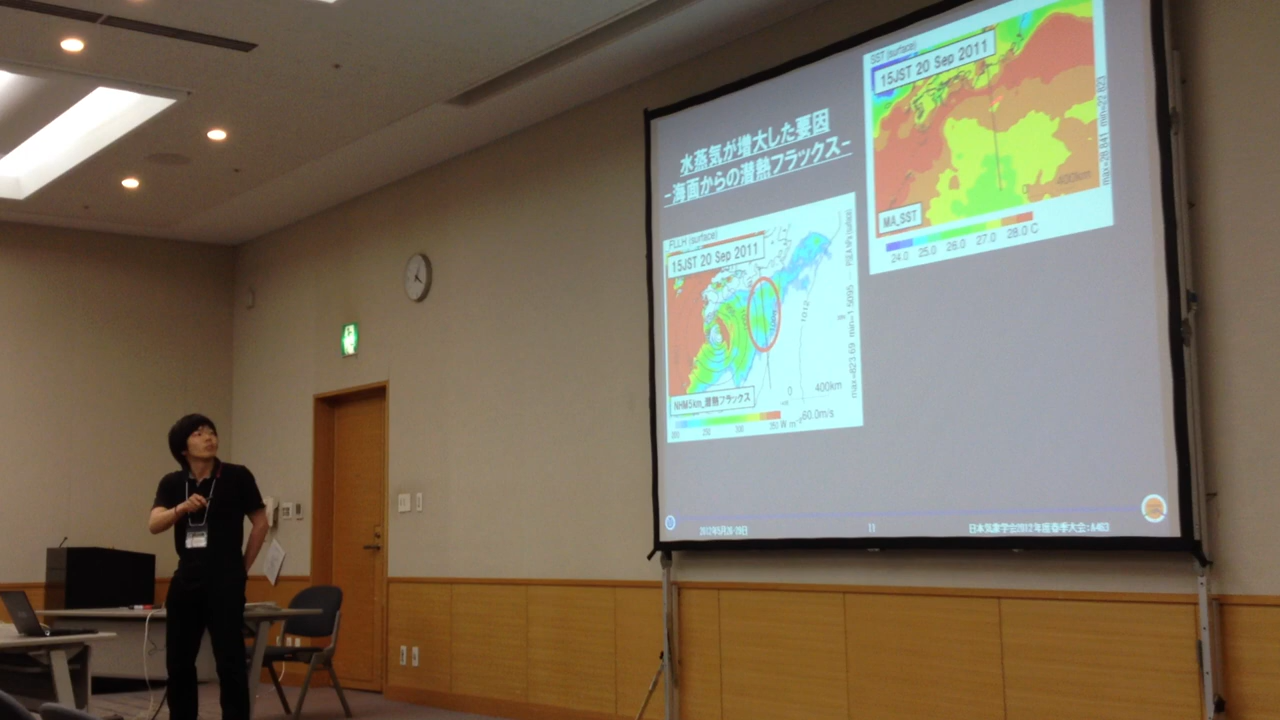 水蒸気が増大した要因
-海面からの潜熱フラックス-
SST (surface)
15JST 20 Sep 2011
MA_SST
400km
24.0 25.0 26.0 27.0 28.0 C
FLLH (surface)
15JST 20 Sep 2011
1012
NHM5km_潜熱フラックス
0 400km
60.0m/s
2012年5月26-29日
11
日本気象学会2012年度春季大会:A463